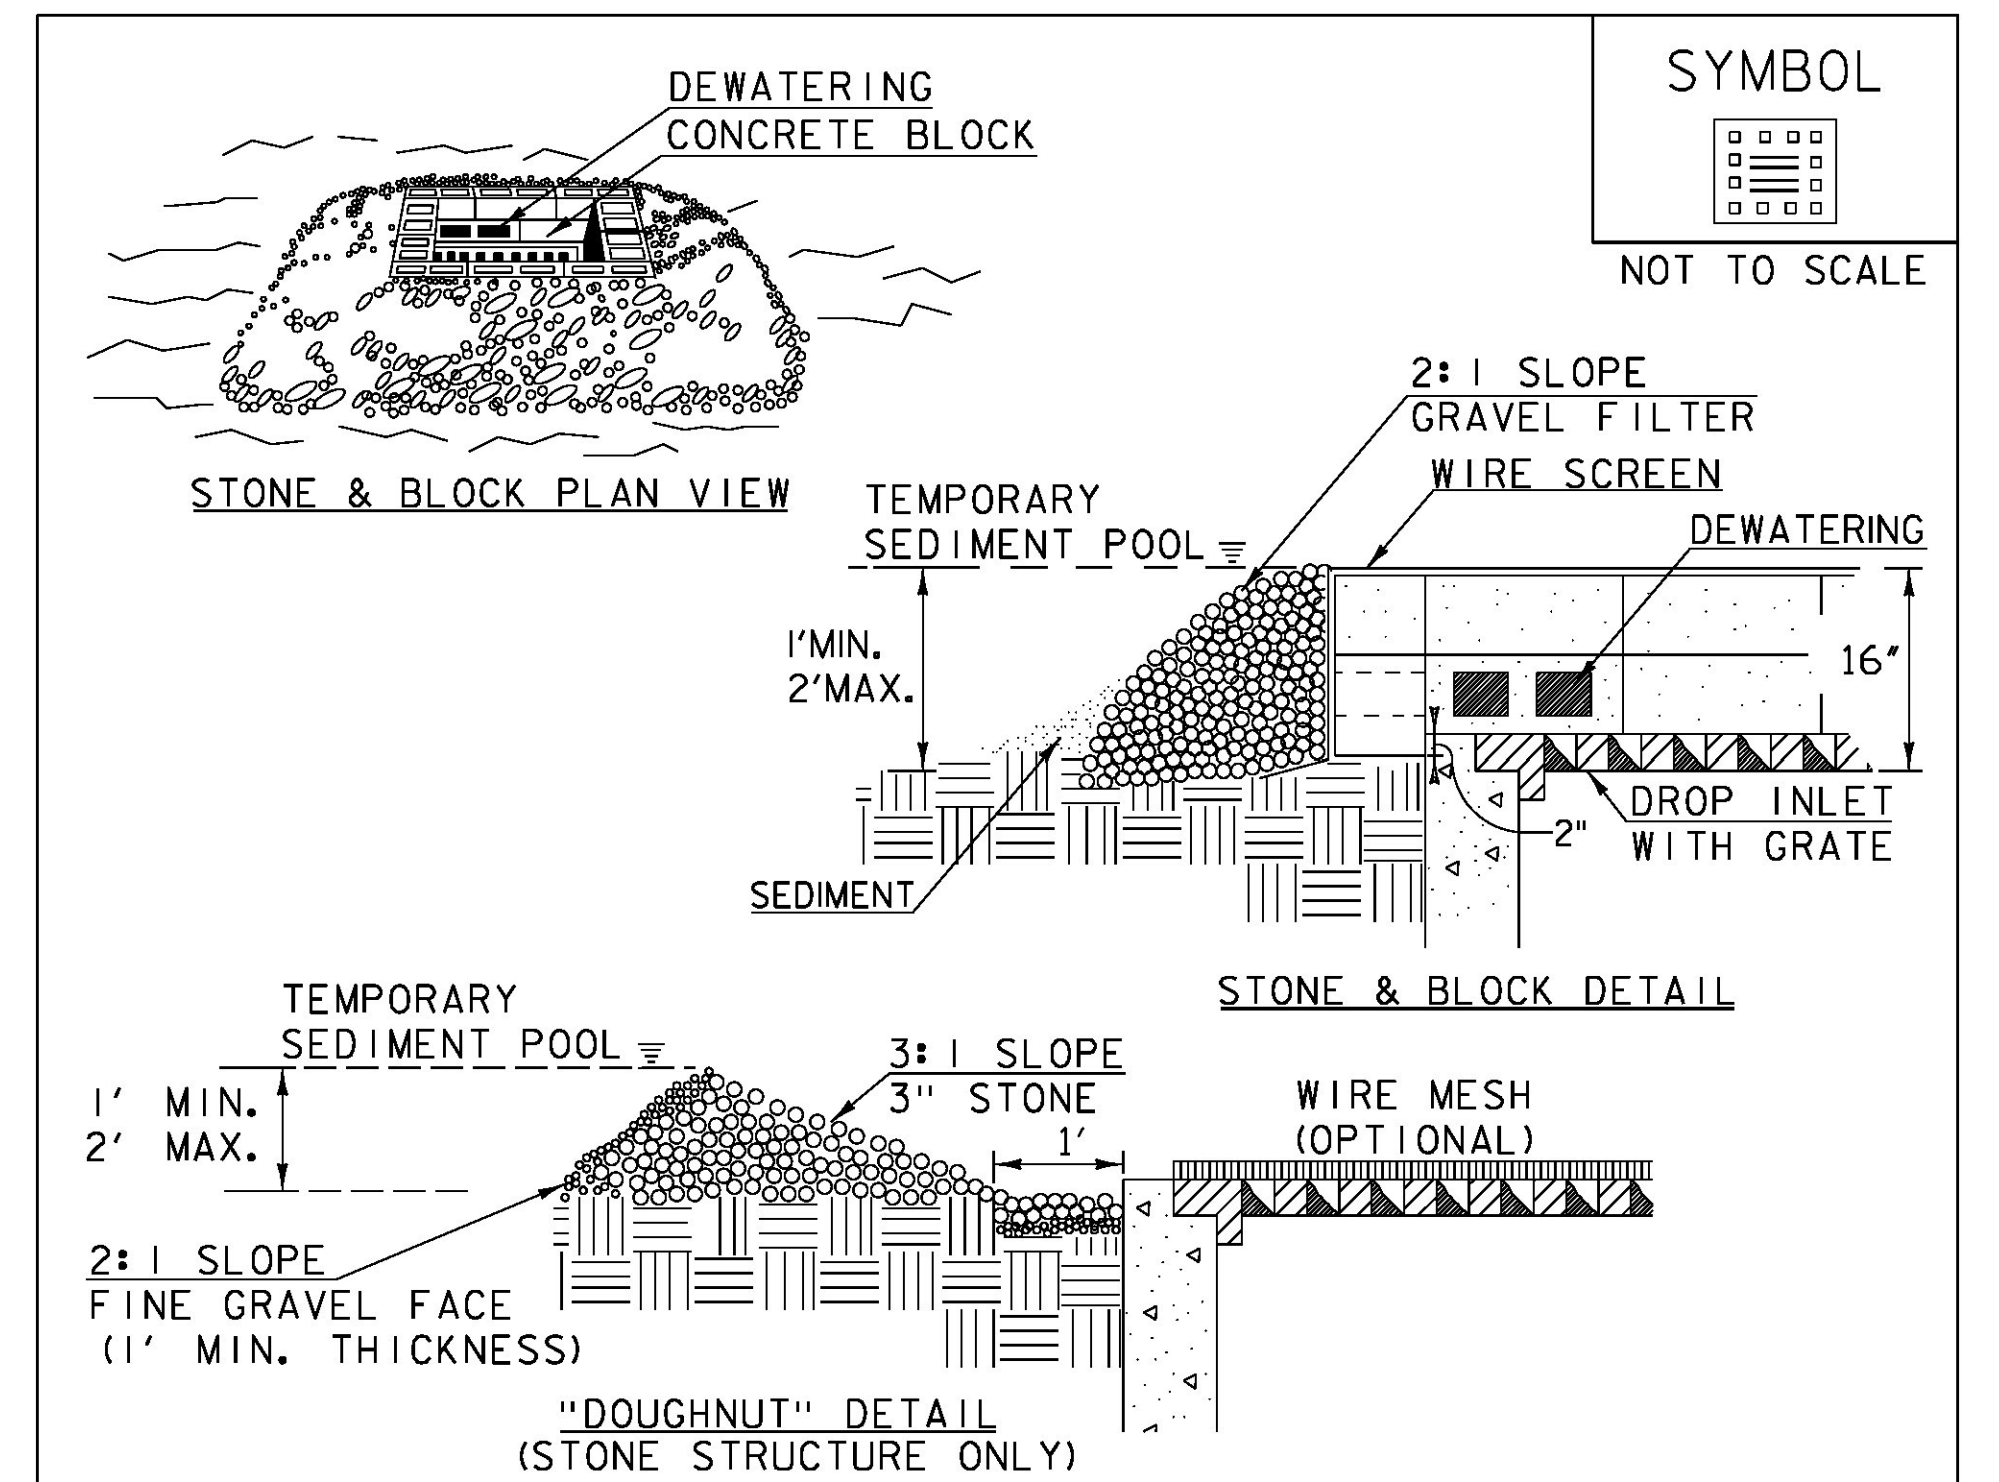 SYMBOL
NOT TO SCALE
DEWATERING
CONCRETE BLOCK
STONE & BLOCK PLAN VIEW
2:1 SLOPE
GRAVEL FILTER
WIRE SCREEN
DEWATERING
TEMPORARY
SEDIMENT POOL
1'MIN.
2'MAX.
16"
DROP INLET
WITH GRATE
2"
SEDIMENT
STONE & BLOCK DETAIL
TEMPORARY
SEDIMENT POOL
1' MIN.
2' MAX.
3:1 SLOPE
3" STONE
1'
WIRE MESH
(OPTIONAL)
2:1 SLOPE
FINE GRAVEL FACE
(1' MIN. THICKNESS)
"DOUGHNUT" DETAIL
(STONE STRUCTURE ONLY)